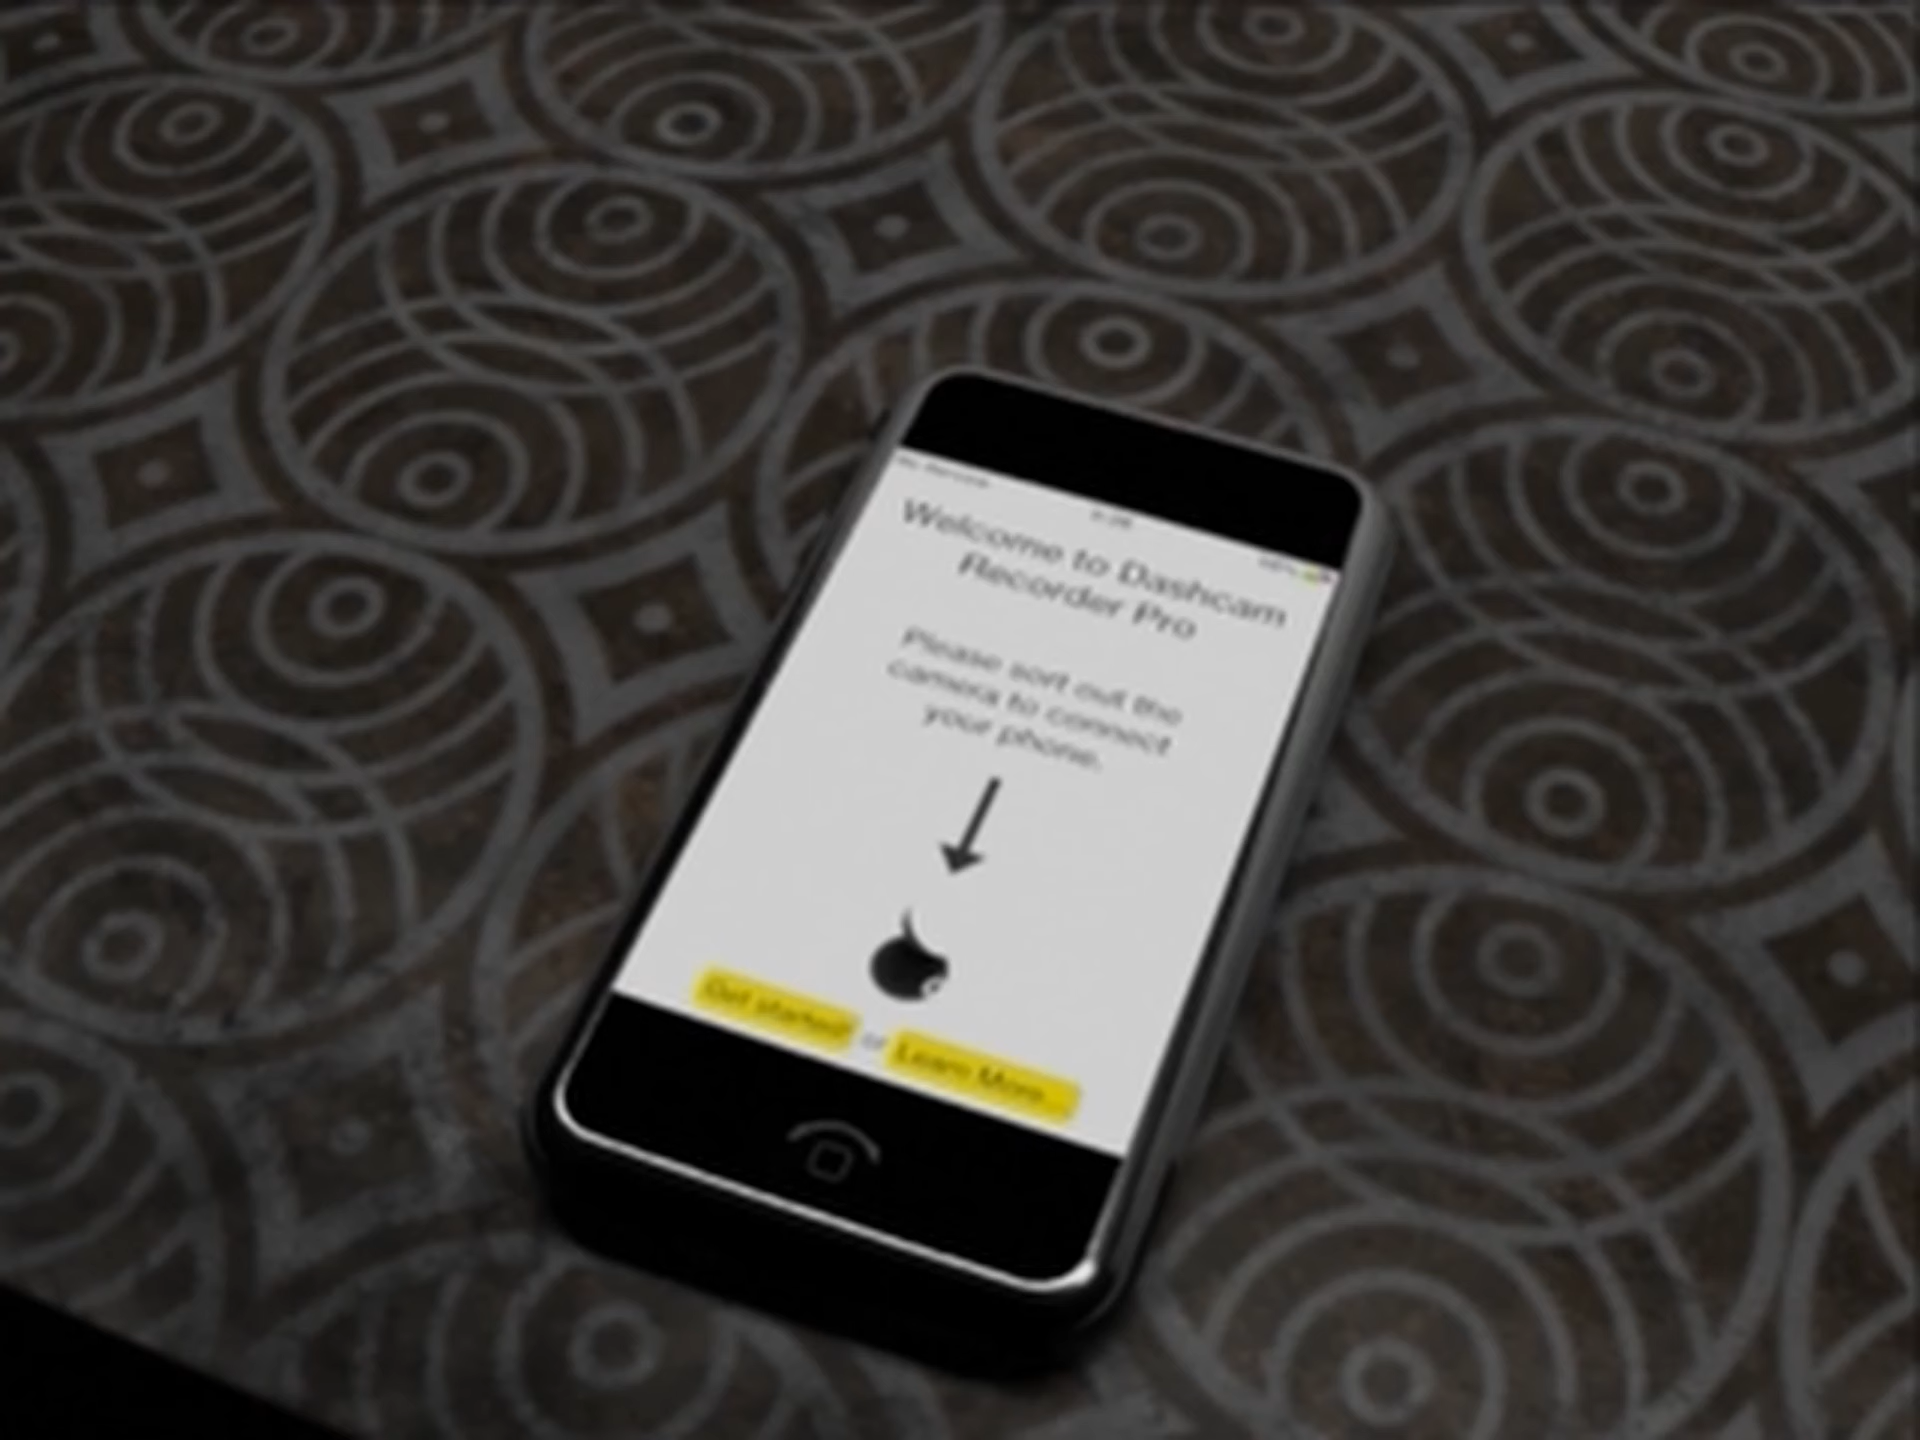 Welcome to Dashcam
Recorder Pro
Please sort out the
camera to connect
your phone.
Get started or Learn More